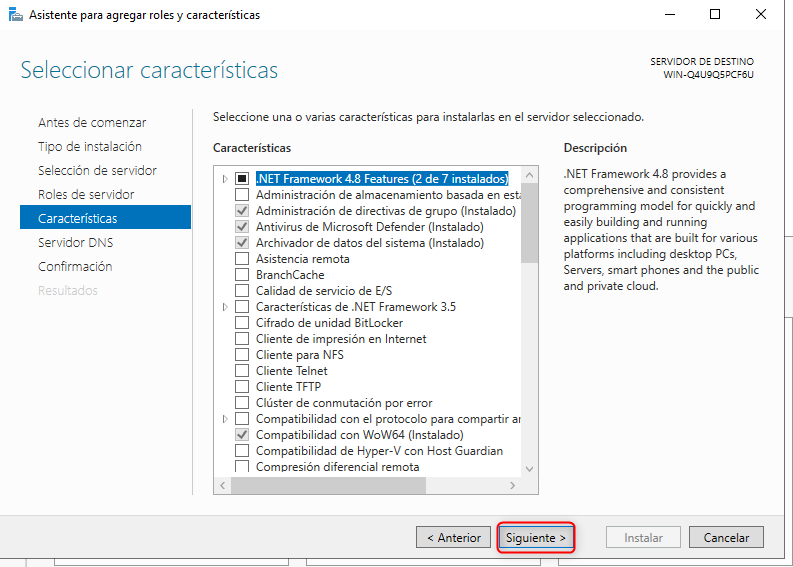 Asistente para agregar roles y características
Seleccionar características
SERVIDOR DE DESTINO
WIN-Q4U9Q5PCF6U
Antes de comenzar
Tipo de instalación
Selección de servidor
Roles de servidor
Características
Servidor DNS
Confirmación
Resultados
Seleccione una o varias características para instalarlas en el servidor seleccionado.
Características
.NET Framework 4.8 Features (2 de 7 instalados)
Administración de almacenamiento basada en está
Administración de directivas de grupo (Instalado)
Antivirus de Microsoft Defender (Instalado)
Archivador de datos del sistema (Instalado)
Asistencia remota
BranchCache
Calidad de servicio de E/S
Características de .NET Framework 3.5
Cifrado de unidad BitLocker
Cliente de impresión en Internet
Cliente para NFS
Cliente Telnet
Cliente TFTP
Clúster de conmutación por error
Compatibilidad con el protocolo para compartir ar
Compatibilidad con WoW64 (Instalado)
Compatibilidad de Hyper-V con Host Guardian
Compresión diferencial remota
Descripción
.NET Framework 4.8 provides a
comprehensive and consistent
programming model for quickly and
easily building and running
applications that are built for various
platforms including desktop PCs,
Servers, smart phones and the public
and private cloud.
< Anterior
Siguiente >
Instalar
Cancelar